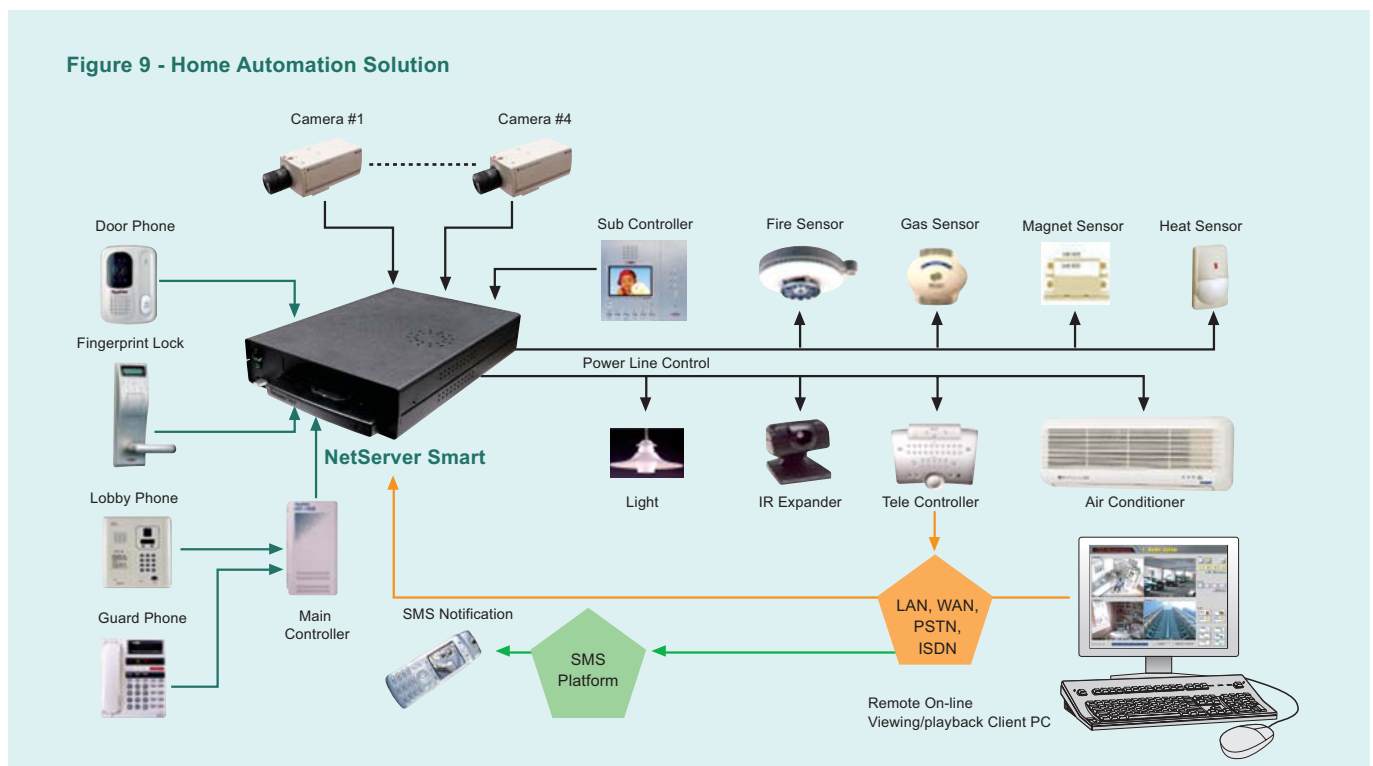 Figure 9 - Home Automation Solution
Camera #1
Camera #4
Door Phone
Sub Controller
Fire Sensor
Gas Sensor
Magnet Sensor
Heat Sensor
Fingerprint Lock
Power Line Control
NetServer Smart
Light
IR Expander
Tele Controller
Air Conditioner
Lobby Phone
Main
Controller
Guard Phone
SMS Notification
SMS
Platform
LAN, WAN,
PSTN,
ISDN
Remote On-line
Viewing/playback Client PC